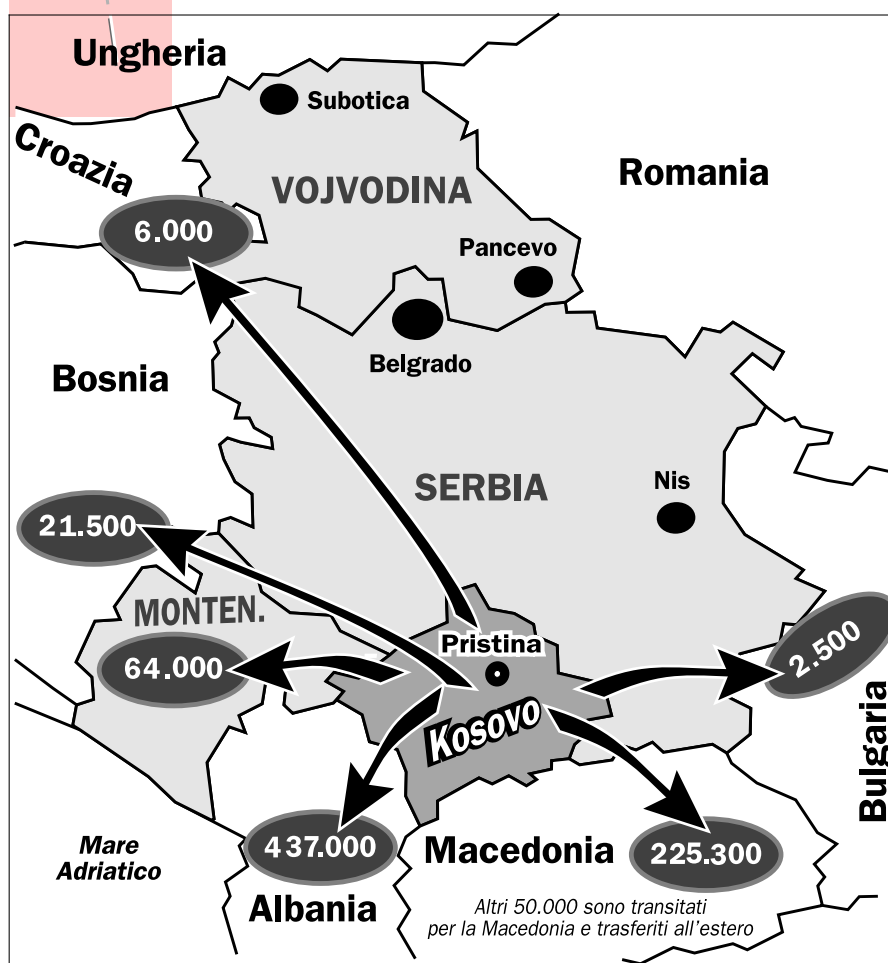 Ungheria
Subotica
Croazia
Romania
VOJVODINA
6.000
Pancevo
Belgrado
Bosnia
SERBIA
Nis
21.500
MONTEN.
Pristina
2.500
64.000
Kosovo
Bulgaria
437.000
Macedonia
225.300
Mare
Adriatico
Albania
Altri 50.000 sono transitati
per la Macedonia e trasferiti all'estero